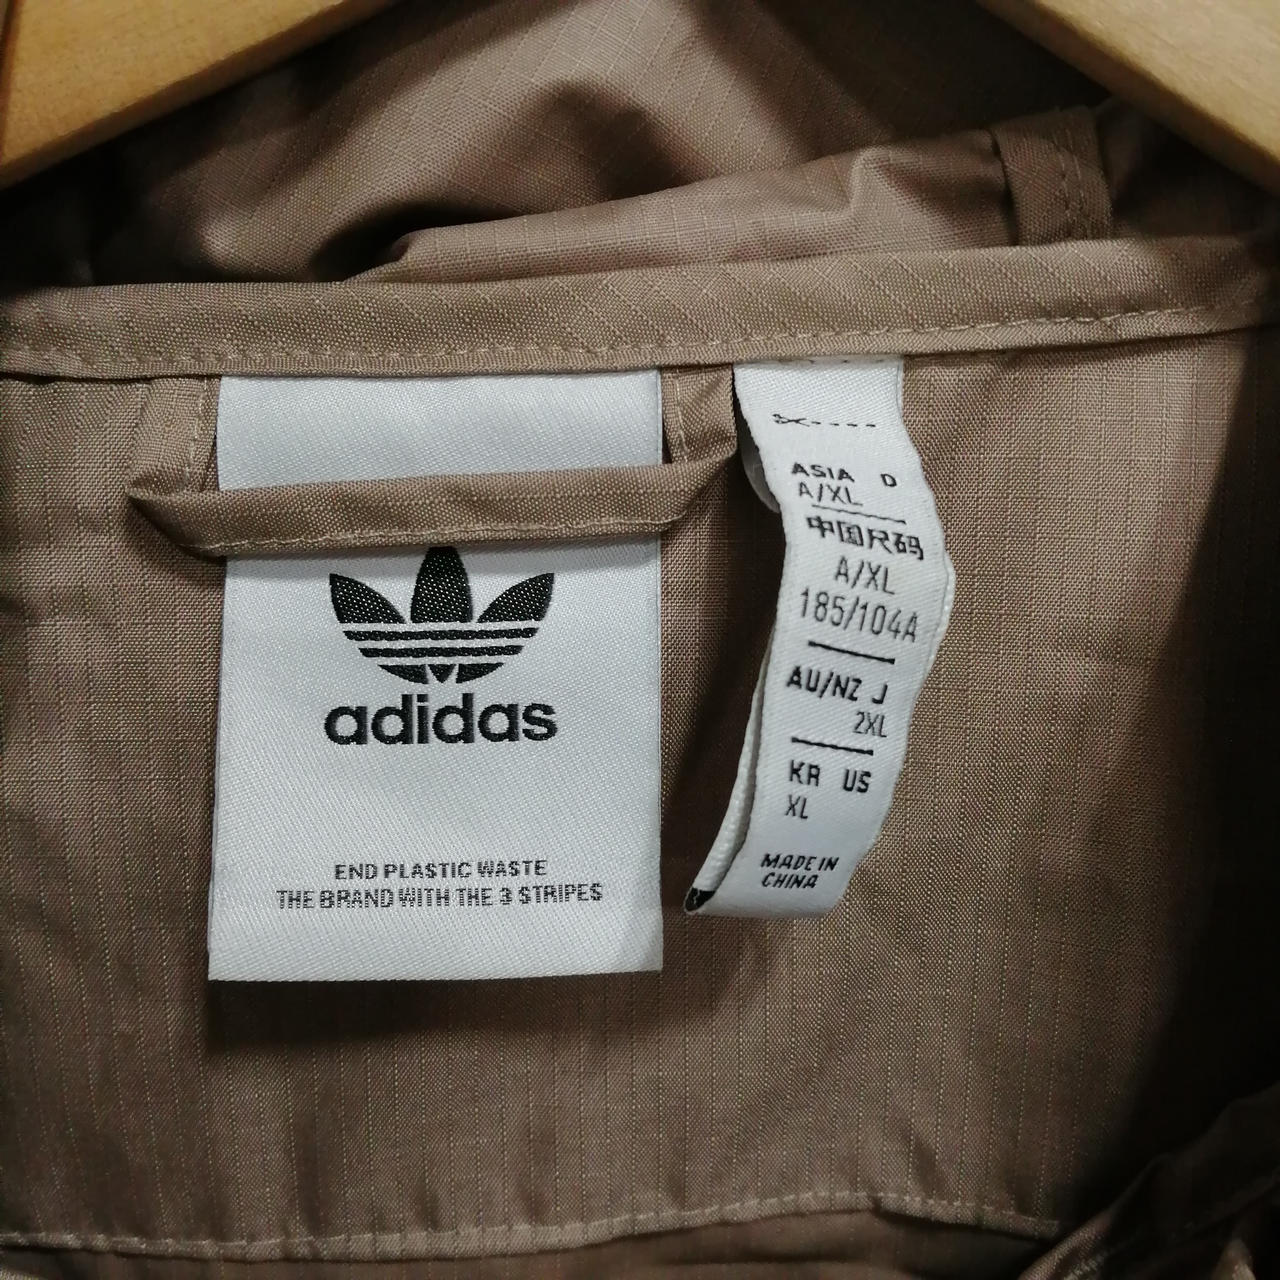 adidas
END PLASTIC WASTE
THE BRAND WITH THE 3 STRIPES
ASIA D
A/XL
中国尺码
A/XL
185/104A
AU/NZ J
2XL
KR US
XL
MADE IN
CHINA